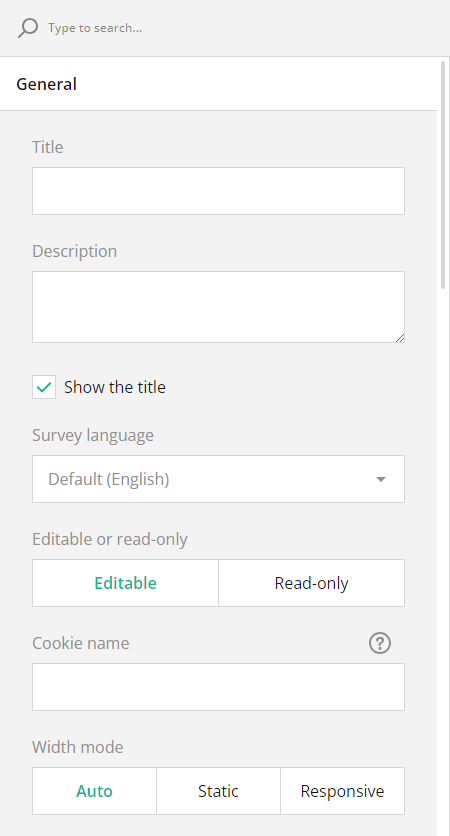 Type to search...
General
Title
Description
Show the title
Survey language
Default (English)
Editable or read-only
Editable Read-only
Cookie name
Width mode
Auto Static Responsive